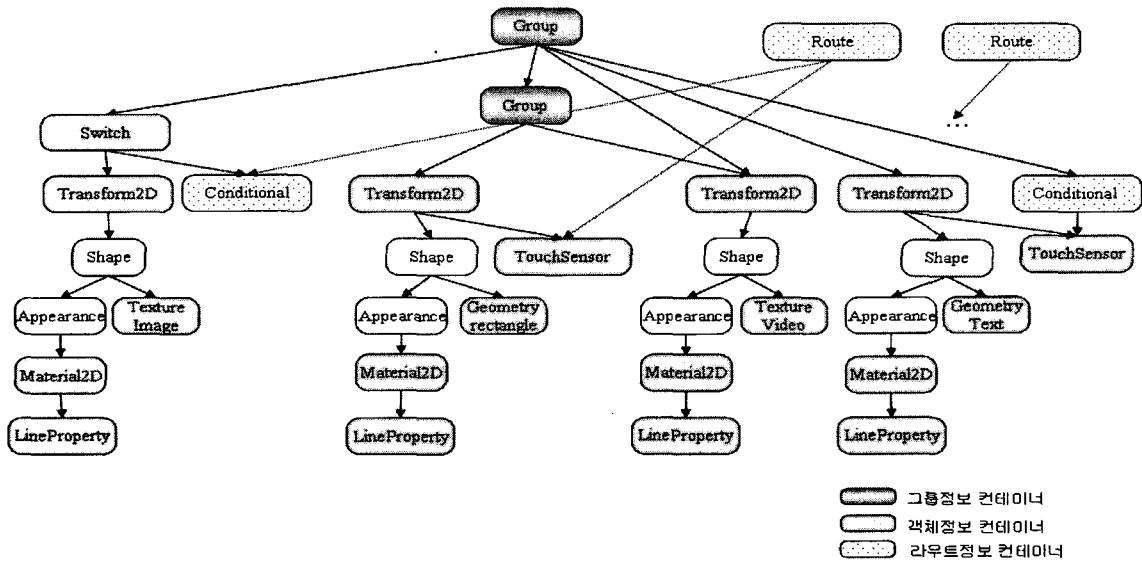 Group
Route
Route
Group
Switch
...
Transform2D
Conditional
Transform2D
Transform2D
Transform2D
Conditional
Shape
Shape
TouchSensor
Shape
Shape
TouchSensor
Appearance
Texture
Image
Appearance
Geometry
rectangle
Appearance
Texture
Video
Appearance
Geometry
Text
Material2D
Material2D
Material2D
Material2D
LineProperty
LineProperty
LineProperty
LineProperty
그룹정보 컨테이너
객체정보 컨테이너
라우트정보 컨테이너